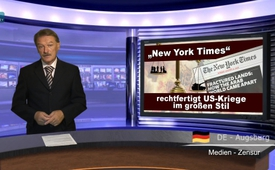 „New York Times“
The New York Times
FRACTURED LANDS:
HOW THE ARAB
WORLD CAME APART
rechtfertigt US-Kriege
im großen Stil
DE - Augsburg
Medien - Zensur